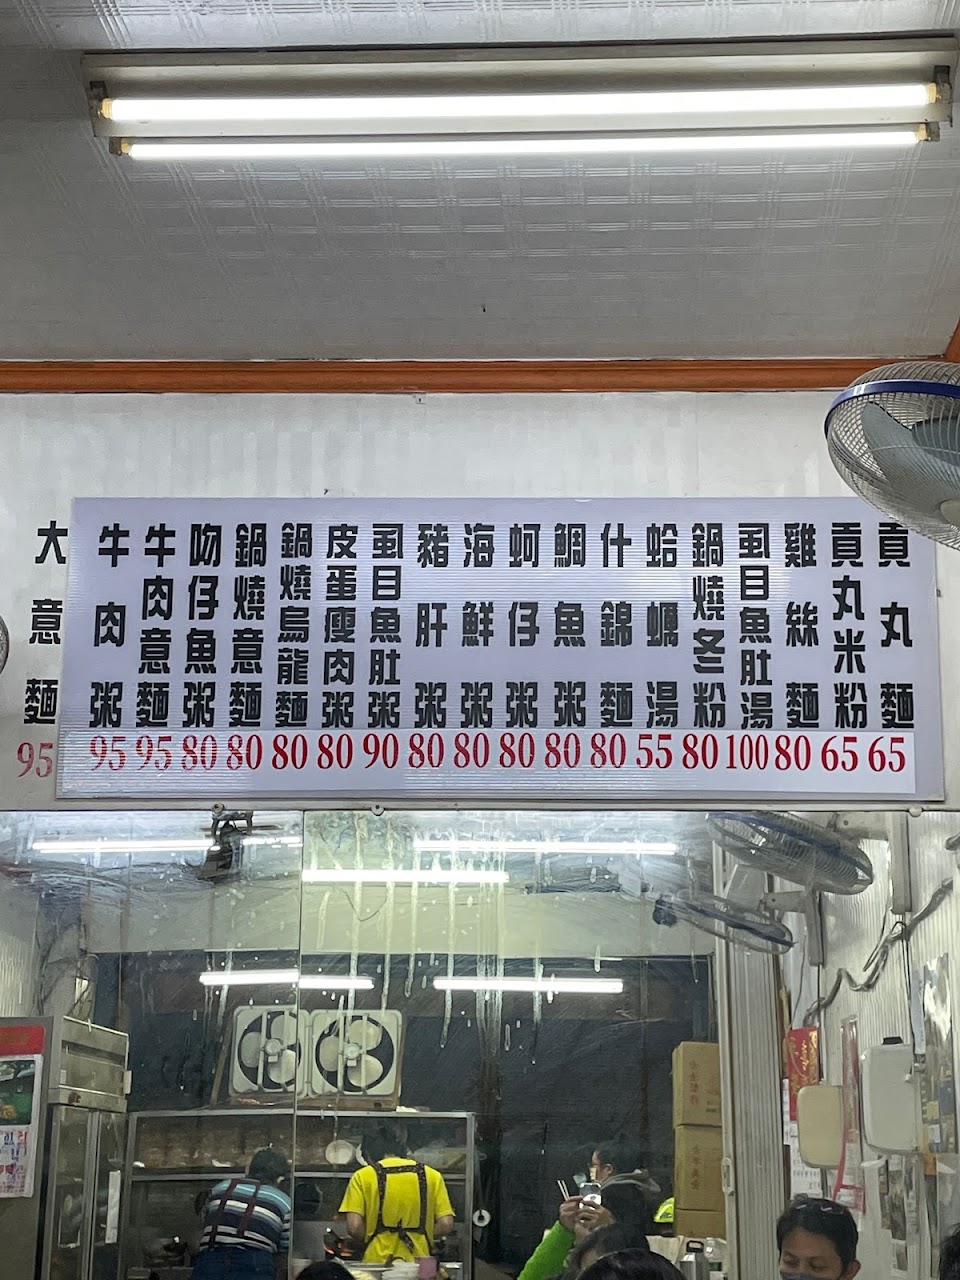 貢丸麵 65
貢丸米粉 65
雞絲麵 80
虱目魚肚湯 100
鍋燒冬粉 80
蛤蠣湯 55
什錦麵 80
鯛魚粥 80
蚵仔粥 80
海鮮粥 80
豬肝粥 80
虱目魚肚粥 90
皮蛋瘦肉粥 80
鍋燒烏龍麵 80
鍋燒意麵 80
吻仔魚粥 80
牛肉意麵 95
牛肉粥 95
大意麵 95